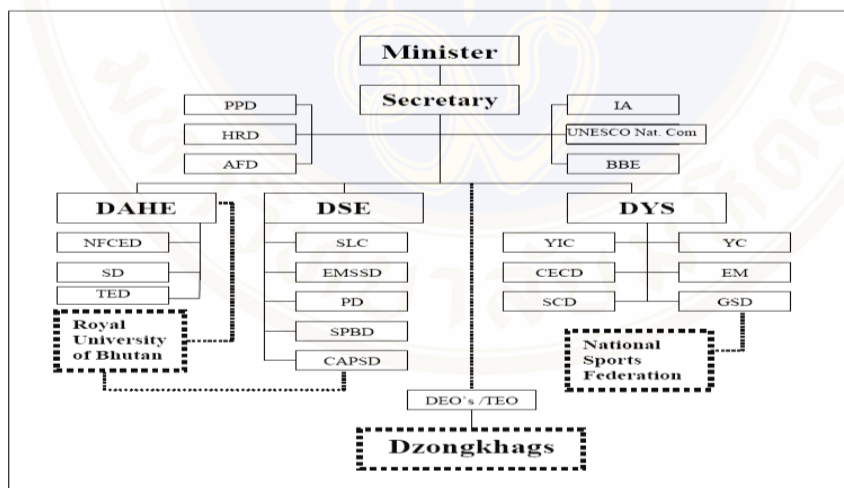 Minister
Secretary
PPD
HRD
AFD
IA
UNESCO Nat. Com
BBE
DAHE
NFCED
SD
TED
Royal
University
of Bhutan
DSE
SLC
EMSSD
PD
SPBD
CAPSD
DYS
YIC
YC
CECD
EM
SCD
GSD
National
Sports
Federation
DEO's /TEO
Dzongkhags